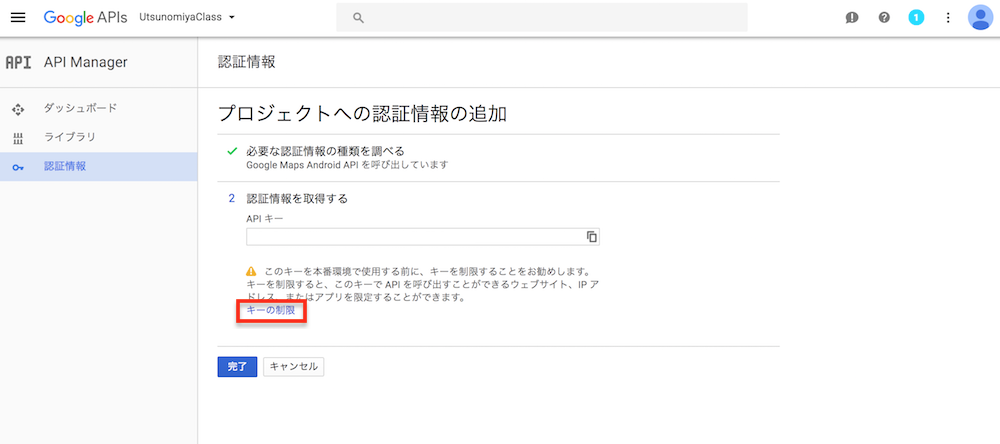 Google APIs UtsunomiyaClass 1
API API Manager
認証情報
ダッシュボード
ライブラリ
認証情報
プロジェクトへの認証情報の追加
必要な認証情報の種類を調べる
Google Maps Android API を呼び出しています
2 認証情報を取得する
API キー
このキーを本番環境で使用する前に、キーを制限することをお勧めします。
キーを制限すると、このキーで API を呼び出すことができるウェブサイト、IP ア
ドレス、またはアプリを限定することができます。
キーの制限
完了 キャンセル